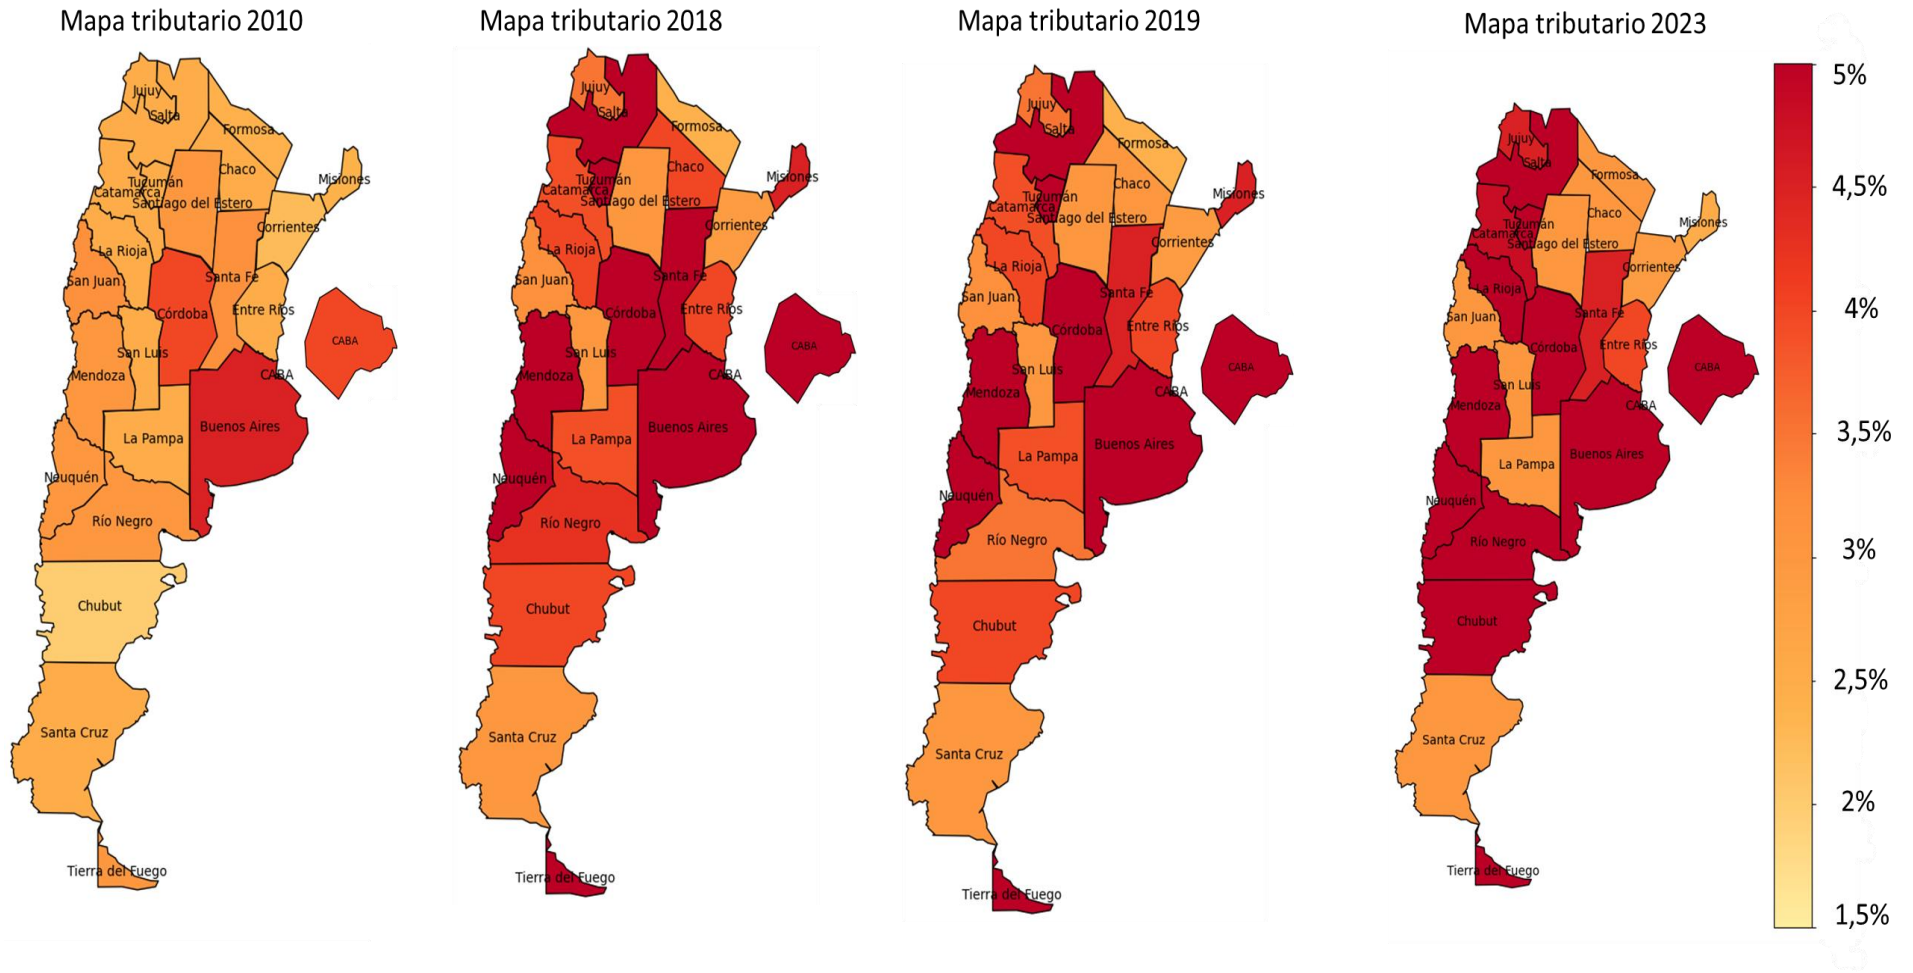 Mapa tributario 2010
Jujuy
Salta
Formosa
Chaco
Misiones
Tucumán
Catamarca
Santiago del Estero
Corrientes
La Rioja
Santa Fe
San Juan
Córdoba
Entre Ríos
CABA
San Luis
Mendoza
CABA
Buenos Aires
La Pampa
Neuquén
Río Negro
Chubut
Santa Cruz
Tierra del Fuego
Mapa tributario 2018
Jujuy
Salta
Formosa
Chaco
Misiones
Tucumán
Catamarca
Santiago del Estero
Corrientes
La Rioja
Santa Fe
San Juan
Córdoba
Entre Ríos
CABA
San Luis
Mendoza
CABA
Buenos Aires
La Pampa
Neuquén
Río Negro
Chubut
Santa Cruz
Tierra del Fuego
Mapa tributario 2019
Jujuy
Salta
Formosa
Chaco
Misiones
Tucumán
Catamarca
Santiago del Estero
Corrientes
La Rioja
Santa Fe
San Juan
Córdoba
Entre Ríos
CABA
San Luis
Mendoza
CABA
Buenos Aires
La Pampa
Neuquén
Río Negro
Chubut
Santa Cruz
Tierra del Fuego
Mapa tributario 2023
Jujuy
Salta
Formosa
Chaco
Misiones
Tucumán
Catamarca
Santiago del Estero
Corrientes
La Rioja
Santa Fe
San Juan
Córdoba
Entre Ríos
CABA
San Luis
Mendoza
CABA
Buenos Aires
La Pampa
Neuquén
Río Negro
Chubut
Santa Cruz
Tierra del Fuego
5%
4,5%
4%
3,5%
3%
2,5%
2%
1,5%